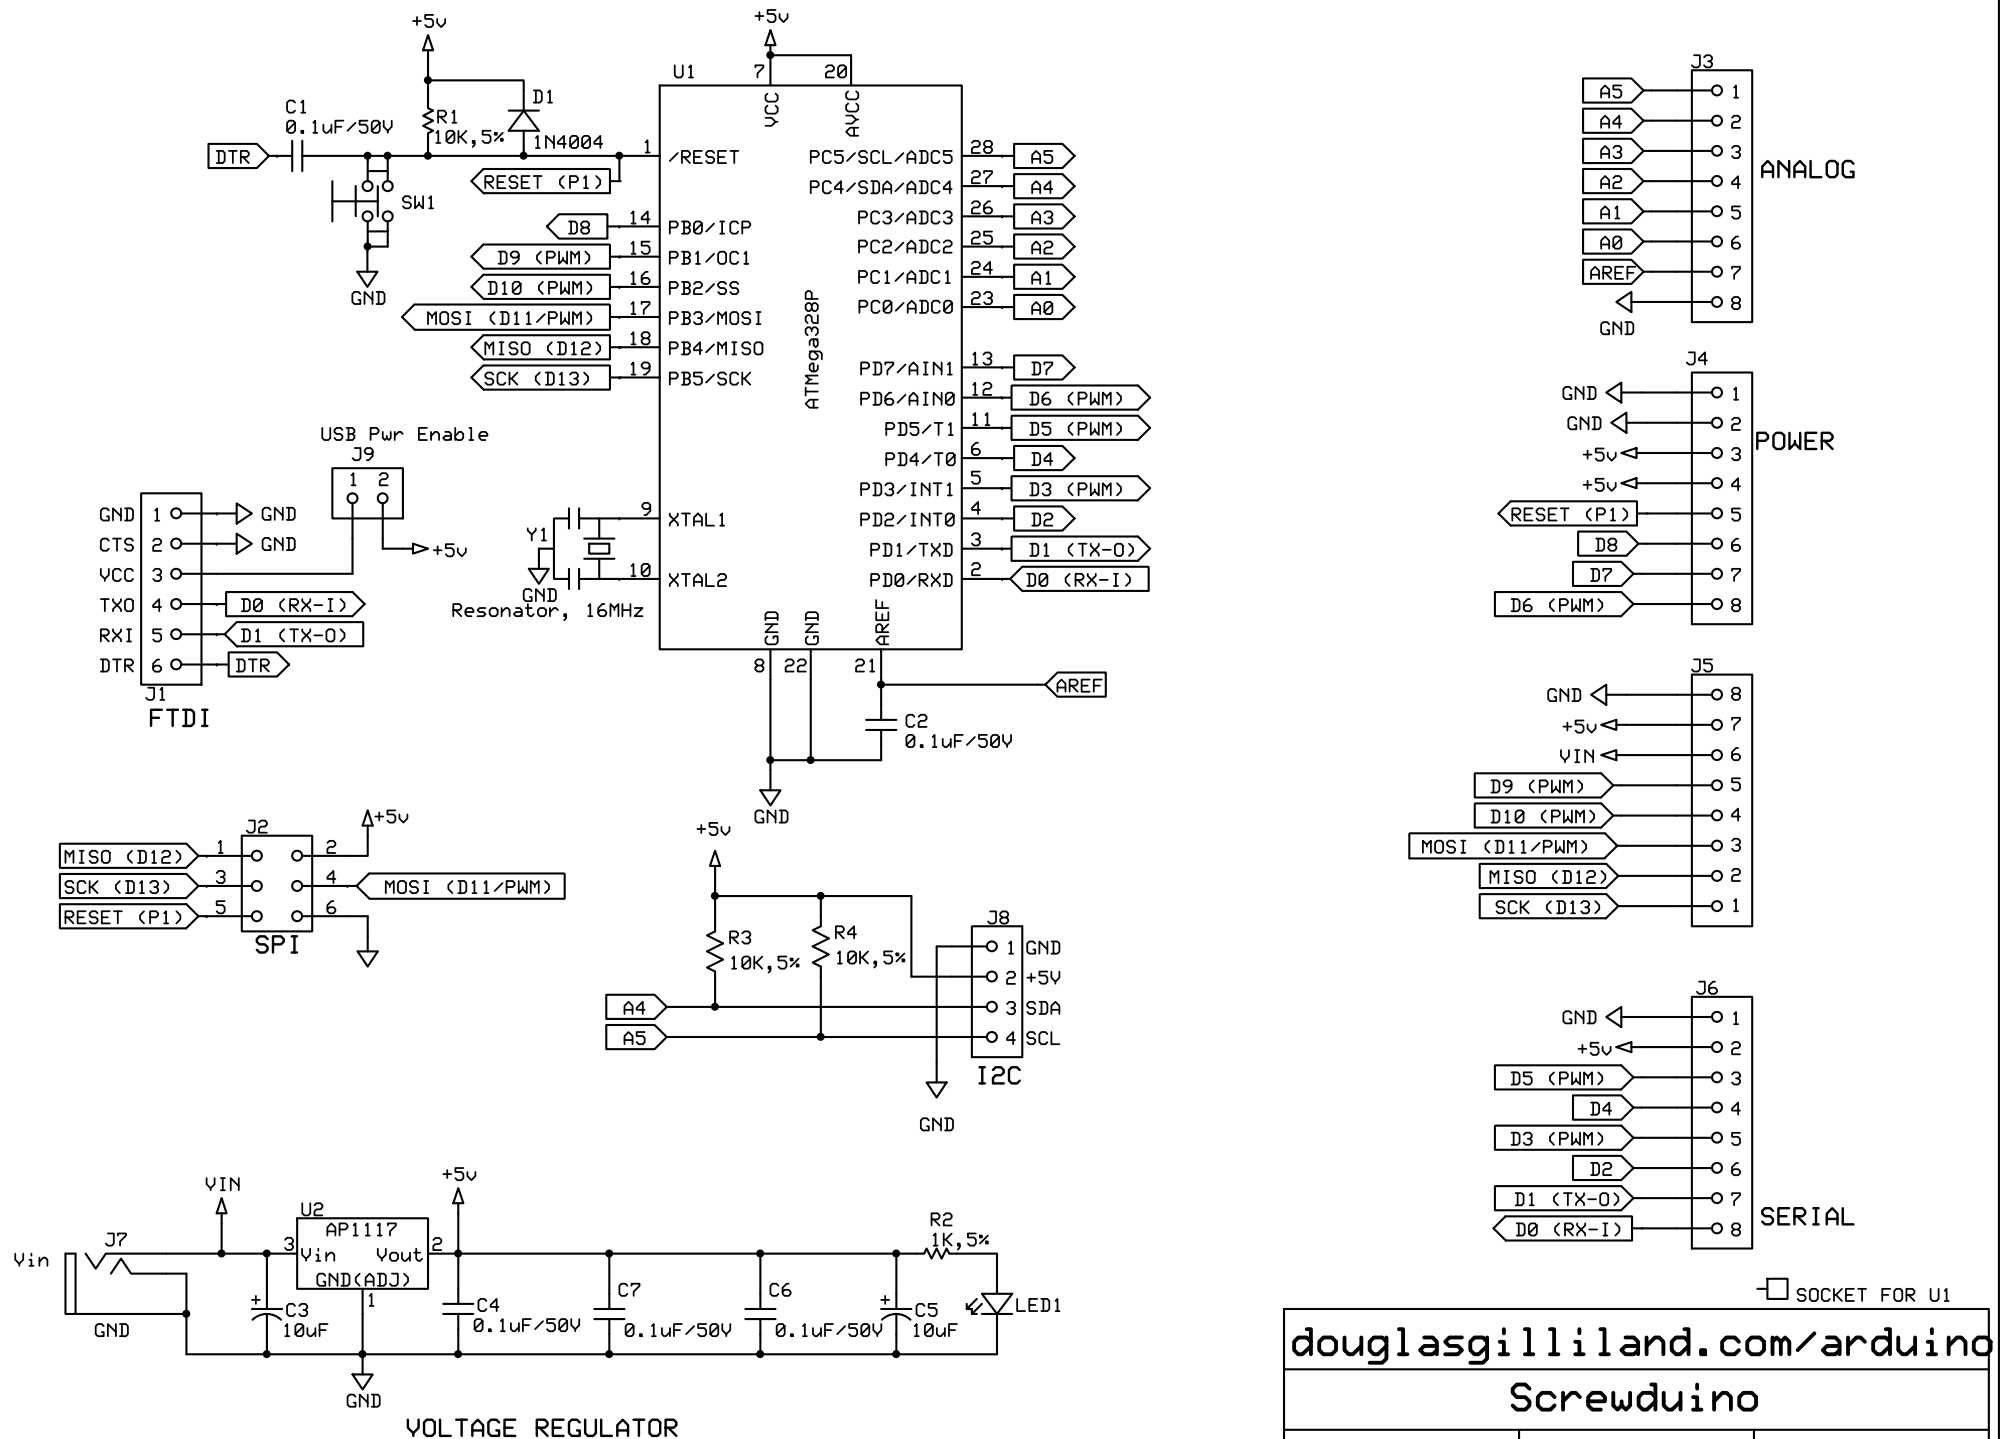 +5v
C1
0.1uF/50V
DTR
R1
10K,5%
D1
1N4004
RESET (P1)
SW1
GND
+5v
U1
7
20
VCC
AVCC
1
/RESET
D8
14
PB0/ICP
D9 (PWM)
15
PB1/OC1
D10 (PWM)
16
PB2/SS
MOSI (D11/PWM)
17
PB3/MOSI
MISO (D12)
18
PB4/MISO
SCK (D13)
19
PB5/SCK
ATMega328P
PC5/SCL/ADC5
28
A5
PC4/SDA/ADC4
27
A4
PC3/ADC3
26
A3
PC2/ADC2
25
A2
PC1/ADC1
24
A1
PC0/ADC0
23
A0
PD7/AIN1
13
D7
PD6/AIN0
12
D6 (PWM)
PD5/T1
11
D5 (PWM)
PD4/T0
6
D4
PD3/INT1
5
D3 (PWM)
PD2/INT0
4
D2
PD1/TXD
3
D1 (TX-O)
PD0/RXD
2
D0 (RX-I)
9
XTAL1
10
XTAL2
Y1
GND
Resonator, 16MHz
GND
GND
AREF
8
22
21
AREF
C2
0.1uF/50V
GND
USB Pwr Enable
J9
1 2
+5v
GND
1
GND
CTS
2
GND
VCC
3
TXO
4
D0 (RX-I)
RXI
5
D1 (TX-O)
DTR
6
DTR
J1
FTDI
J2
+5v
MISO (D12)
1
2
SCK (D13)
3
4
MOSI (D11/PWM)
RESET (P1)
5
6
SPI
+5v
R3
10K,5%
R4
10K,5%
J8
1
GND
2
+5V
A4
3
SDA
A5
4
SCL
I2C
GND
VIN
+5v
Vin
J7
GND
U2
AP1117
3
Vin
Vout
2
GND(ADJ)
1
+
C3
10uF
C4
0.1uF/50V
C7
0.1uF/50V
C6
0.1uF/50V
+
C5
10uF
R2
1K,5%
LED1
GND
VOLTAGE REGULATOR
J3
A5
1
A4
2
A3
3
A2
4
A1
5
A0
6
AREF
7
GND
8
ANALOG
J4
GND
1
GND
2
+5v
3
+5v
4
RESET (P1)
5
D8
6
D7
7
D6 (PWM)
8
POWER
J5
GND
8
+5v
7
VIN
6
D9 (PWM)
5
D10 (PWM)
4
MOSI (D11/PWM)
3
MISO (D12)
2
SCK (D13)
1
J6
GND
1
+5v
2
D5 (PWM)
3
D4
4
D3 (PWM)
5
D2
6
D1 (TX-O)
7
D0 (RX-I)
8
SERIAL
SOCKET FOR U1
douglasgilliland.com/arduino
Screwduino